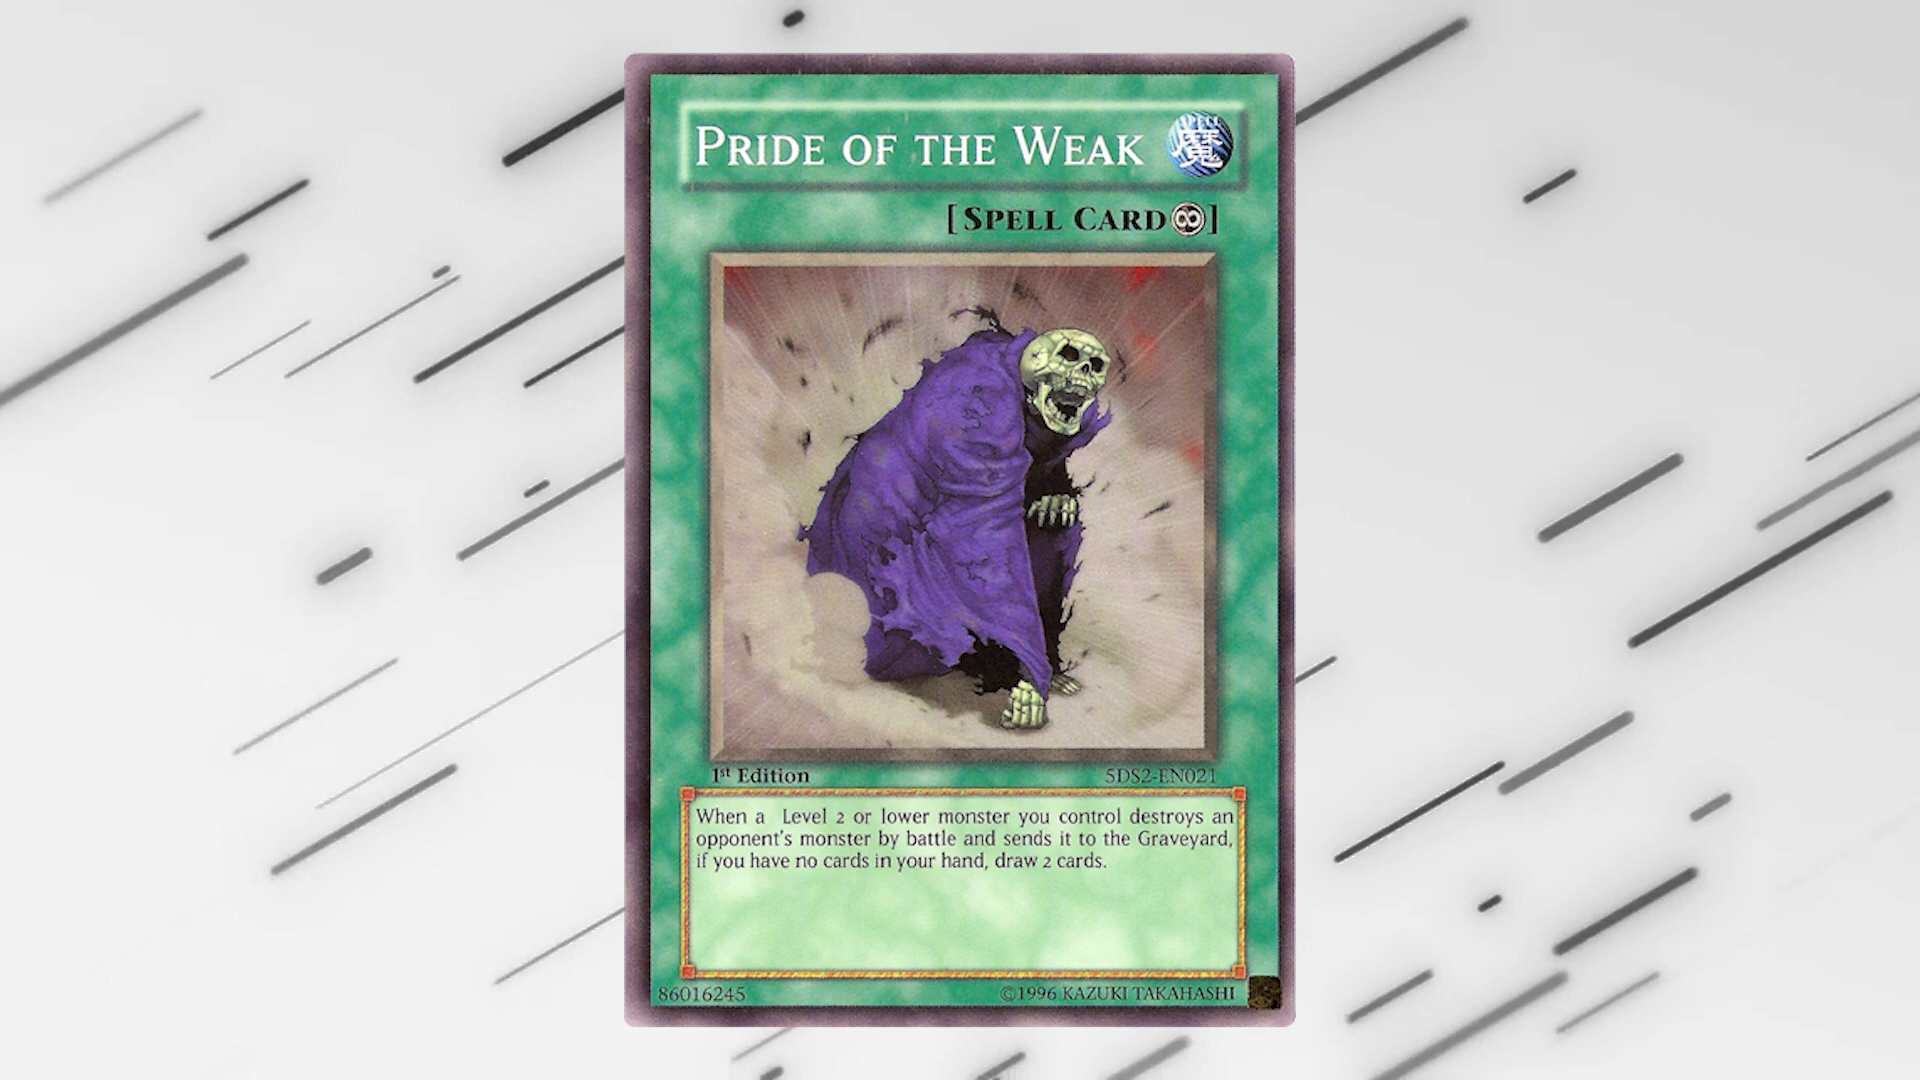 PRIDE OF THE WEAK
SPELL
魔
[SPELL CARD]
1st Edition
5DS2-EN021
When a Level 2 or lower monster you control destroys an
opponent's monster by battle and sends it to the Graveyard,
if you have no cards in your hand, draw 2 cards.
86016245
©1996 KAZUKI TAKAHASHI